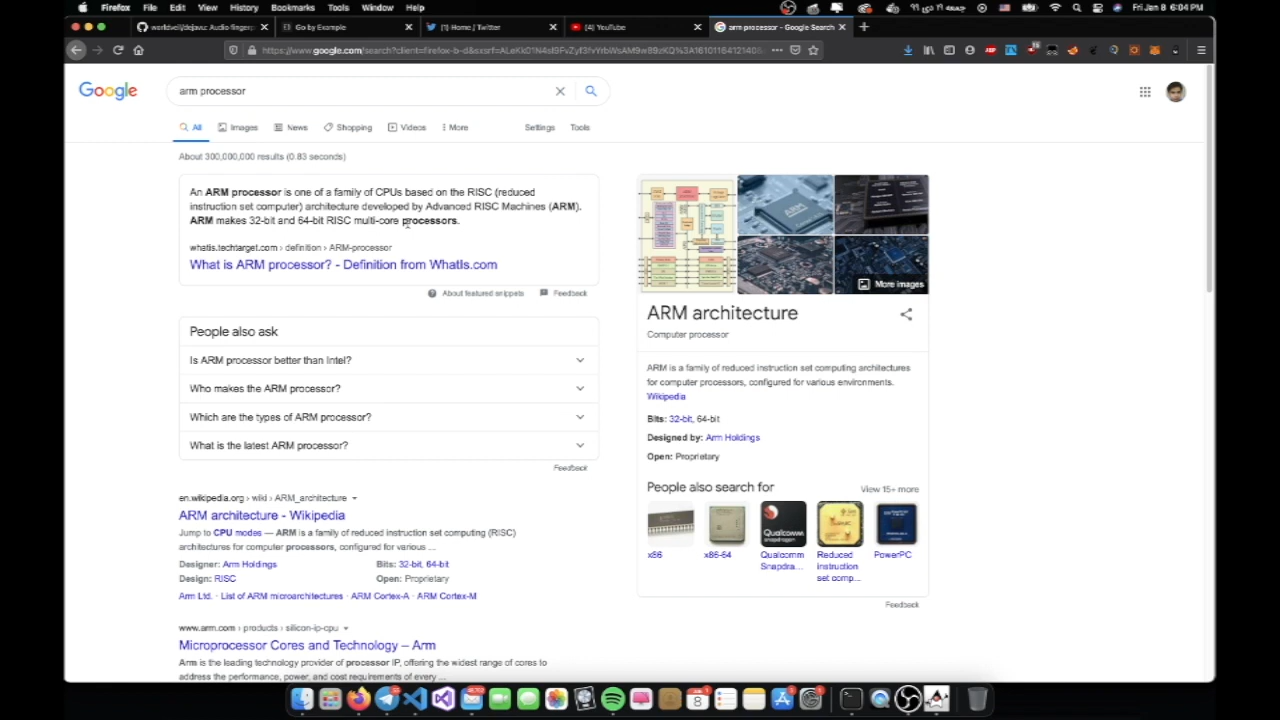 Firefox File Edit View History Bookmarks Tools Window Help
Fri Jan 8 6:04 PM
worldveil/dejavu: Audio fingerp
Go by Example
(1) Home / Twitter
(4) YouTube
arm processor - Google Search
Google
arm processor
All Images News Shopping Videos More Settings Tools
About 300,000,000 results (0.83 seconds)
An ARM processor is one of a family of CPUs based on the RISC (reduced
instruction set computer) architecture developed by Advanced RISC Machines (ARM).
ARM makes 32-bit and 64-bit RISC multi-core processors.
whatis.techtarget.com › definition › ARM-processor
What is ARM processor? - Definition from WhatIs.com
About featured snippets Feedback
People also ask
Is ARM processor better than Intel?
Who makes the ARM processor?
Which are the types of ARM processor?
What is the latest ARM processor?
Feedback
en.wikipedia.org › wiki › ARM_architecture
ARM architecture - Wikipedia
Jump to CPU modes — ARM is a family of reduced instruction set computing (RISC)
architectures for computer processors, configured for various ...
Designer: Arm Holdings Bits: 32-bit, 64-bit
Design: RISC Open: Proprietary
Arm Ltd. · List of ARM microarchitectures · ARM Cortex-A · ARM Cortex-M
www.arm.com › products › silicon-ip-cpu
Microprocessor Cores and Technology – Arm
Arm is the leading technology provider of processor IP, offering the widest range of cores to
address the performance, power, and cost requirements of every ...
ARM
More images
ARM architecture
Computer processor
ARM is a family of reduced instruction set computing architectures
for computer processors, configured for various environments.
Wikipedia
Bits: 32-bit, 64-bit
Designed by: Arm Holdings
Open: Proprietary
People also search for View 15+ more
Qualcomm
snapdragon
x86
x86-64
Qualcomm
Snapdra...
Reduced
instruction
set comp...
PowerPC
Feedback